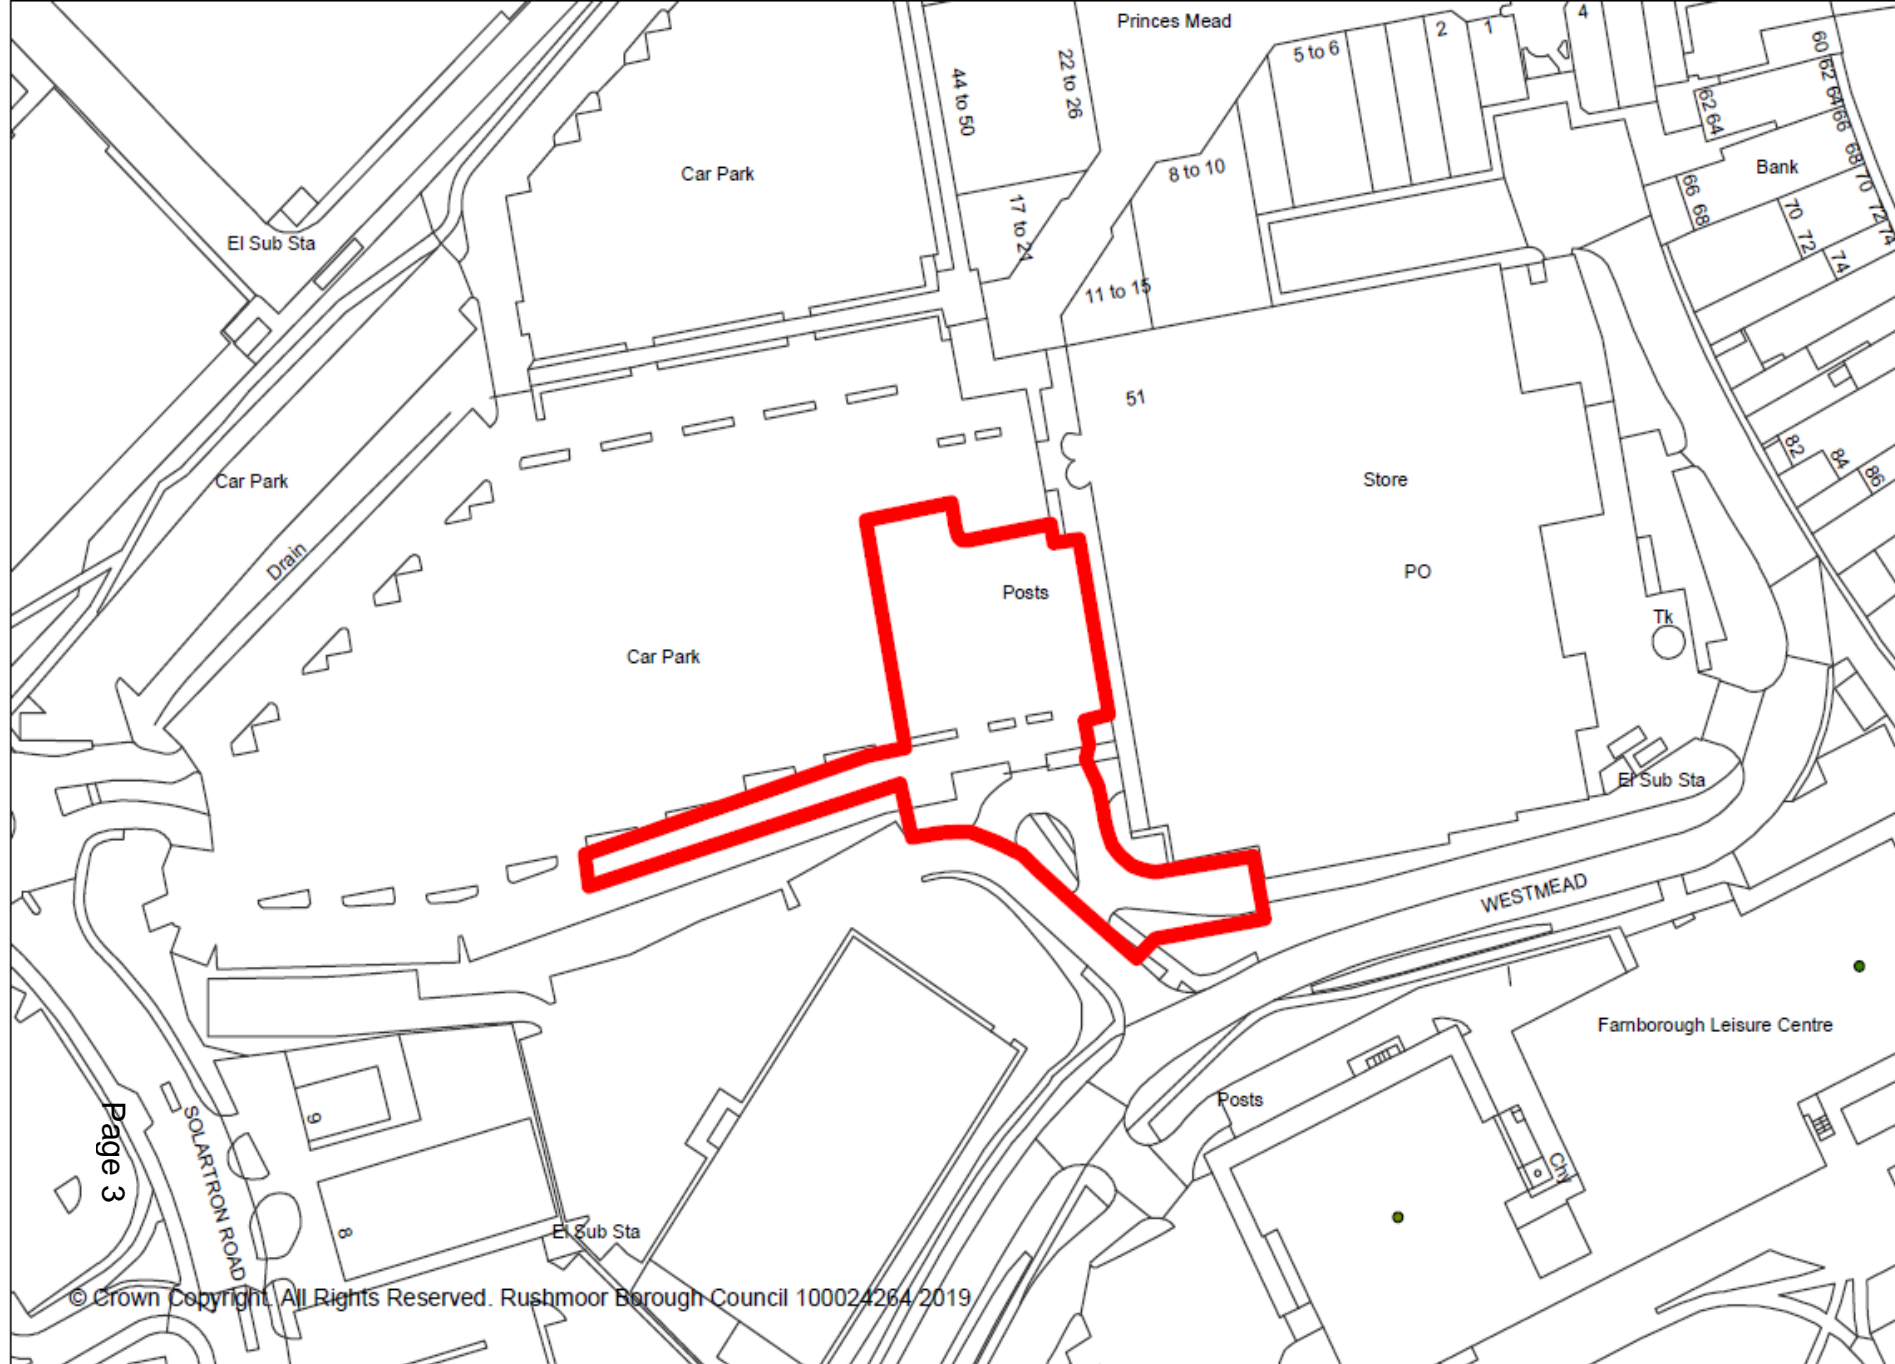 Princes Mead
4
2
1
5 to 6
60
62
64
66
68
70
72
74
62
64
44 to 50
22 to 26
Car Park
8 to 10
Bank
66
68
70
72
74
17 to 21
El Sub Sta
11 to 15
51
82
84
86
Store
Car Park
Drain
PO
Posts
Tk
Car Park
El Sub Sta
WESTMEAD
Farnborough Leisure Centre
Posts
Chy
9
8
SOLARTRON ROAD
El Sub Sta
Page 3
© Crown Copyright. All Rights Reserved. Rushmoor Borough Council 100024264 2019